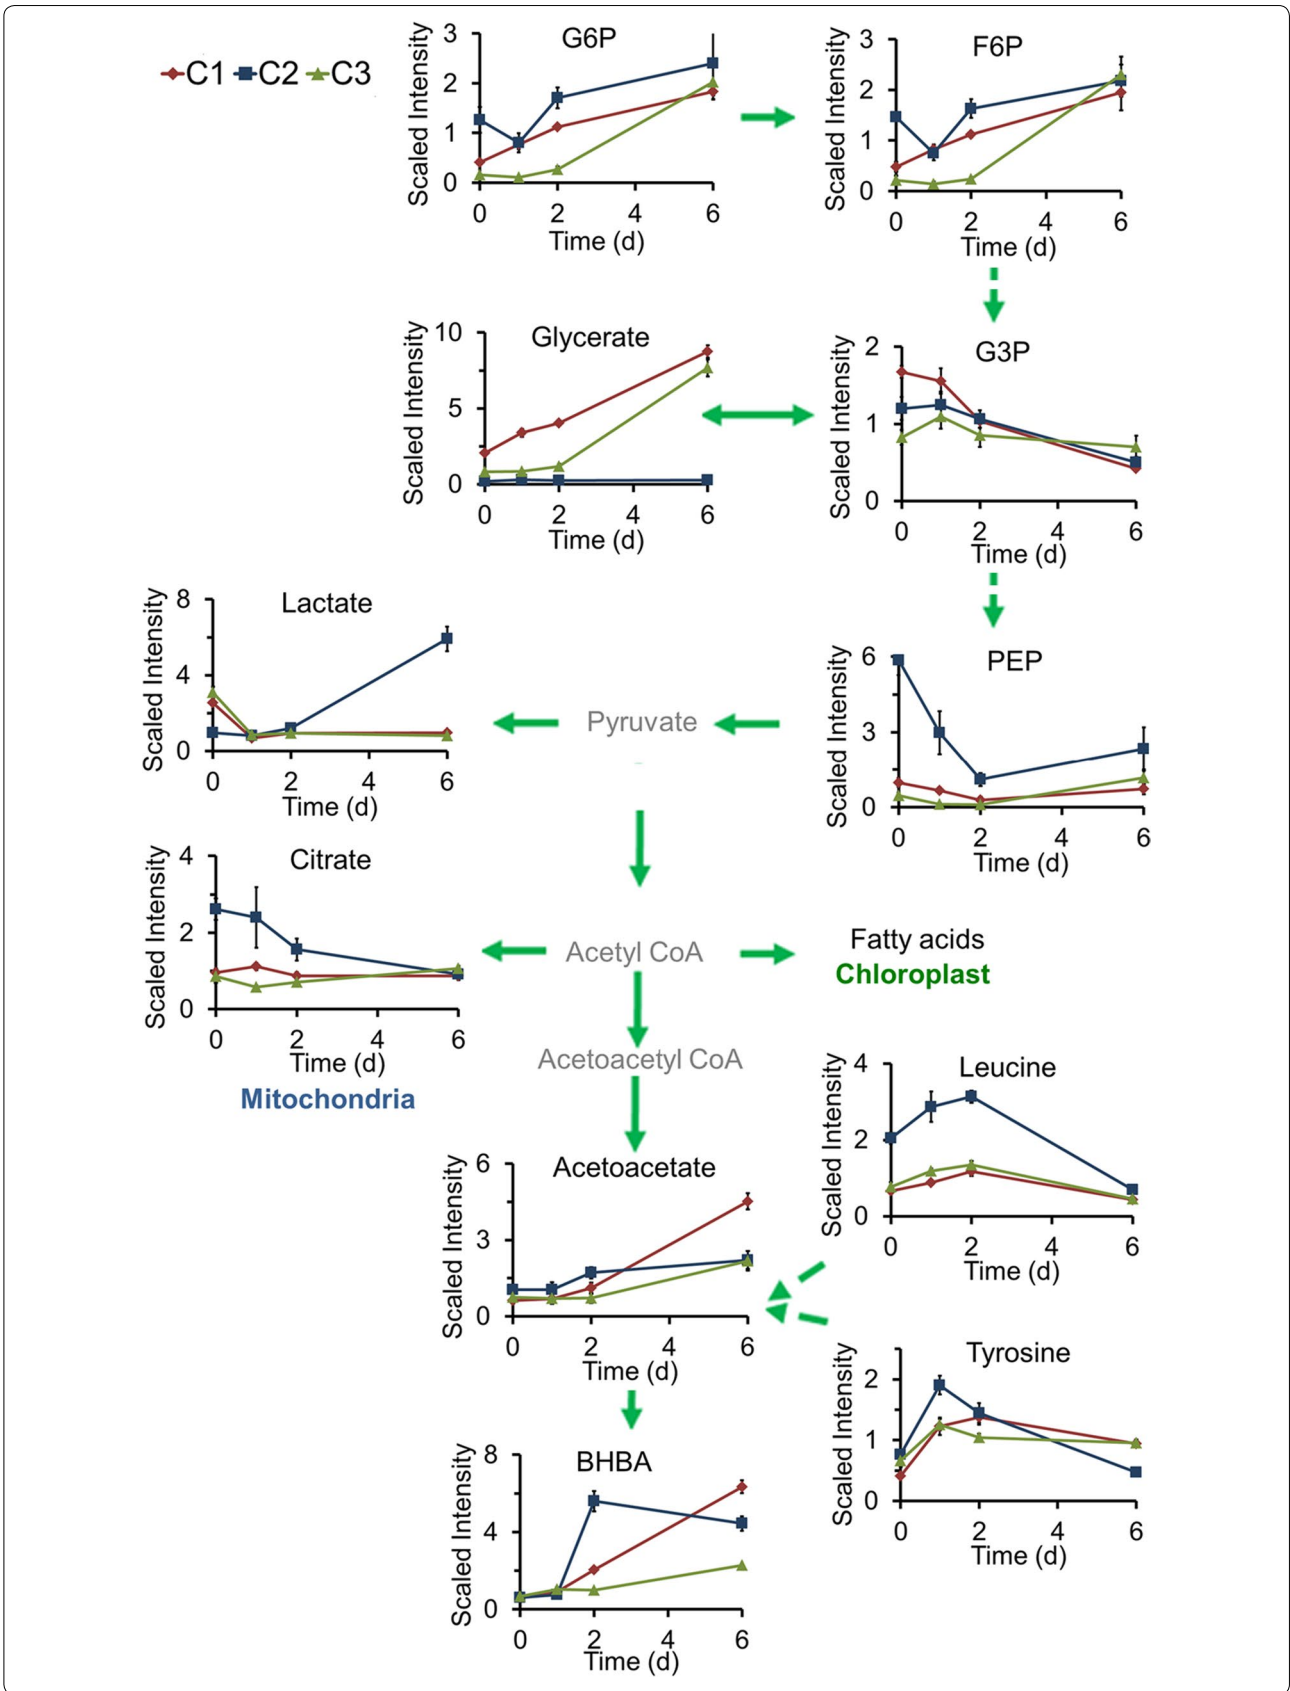 C1 C2 C3
G6P
Scaled Intensity
3
2
1
0
0 2 4 6
Time (d)
F6P
Scaled Intensity
3
2
1
0
0 2 4 6
Time (d)
Glycerate
Scaled Intensity
10
5
0
0 2 4 6
Time (d)
G3P
Scaled Intensity
2
1
0
0 2 4 6
Time (d)
Lactate
Scaled Intensity
8
4
0
0 2 4 6
Time (d)
Pyruvate
PEP
Scaled Intensity
6
3
0
0 2 4 6
Time (d)
Citrate
Scaled Intensity
4
2
0
0 2 4 6
Time (d)
Mitochondria
Acetyl CoA
Fatty acids
Chloroplast
Acetoacetyl CoA
Leucine
Scaled Intensity
4
2
0
0 2 4 6
Time (d)
Acetoacetate
Scaled Intensity
6
3
0
0 2 4 6
Time (d)
Tyrosine
Scaled Intensity
2
1
0
0 2 4 6
Time (d)
BHBA
Scaled Intensity
8
4
0
0 2 4 6
Time (d)